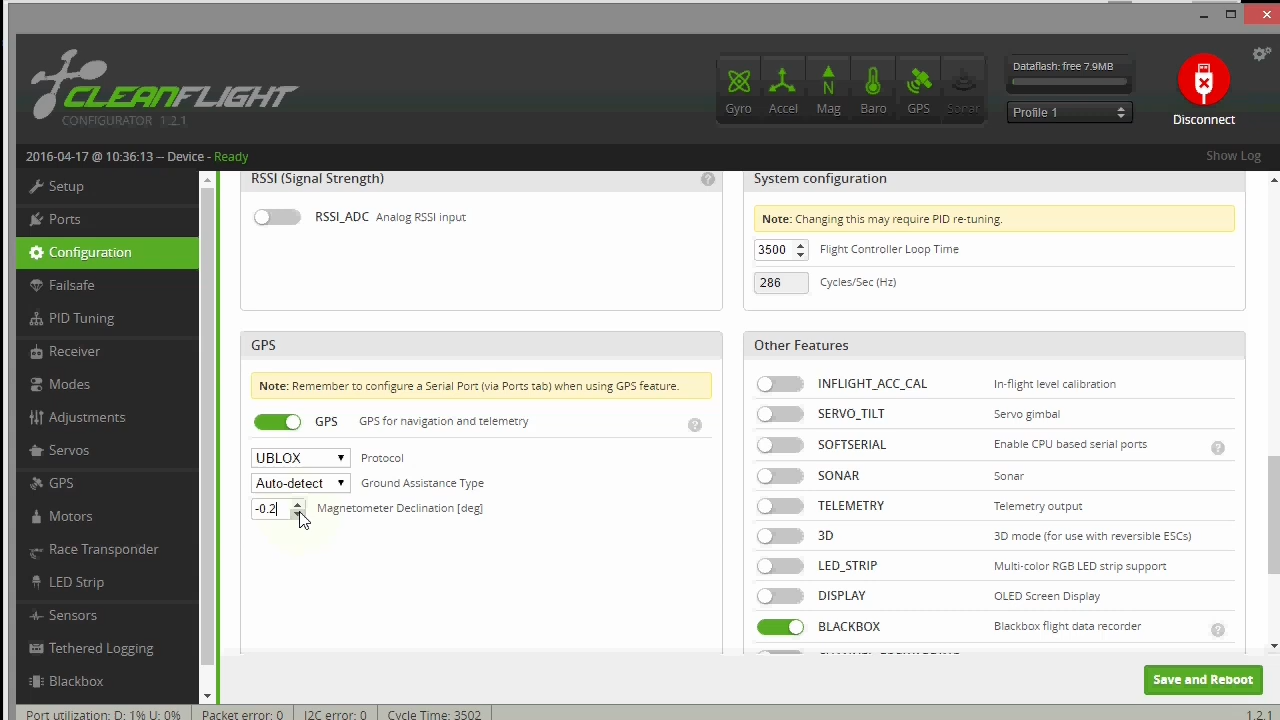 CLEANFLIGHT
CONFIGURATOR 1.2.1
Gyro
Accel
Mag
Baro
GPS
Sonar
Dataflash: free 7.9MB
Profile 1
Disconnect
2016-04-17 @ 10:36:13 -- Device - Ready
Show Log
Setup
Ports
Configuration
Failsafe
PID Tuning
Receiver
Modes
Adjustments
Servos
GPS
Motors
Race Transponder
LED Strip
Sensors
Tethered Logging
Blackbox
RSSI (Signal Strength)
RSSI_ADC Analog RSSI input
System configuration
Note: Changing this may require PID re-tuning.
3500 Flight Controller Loop Time
286 Cycles/Sec (Hz)
GPS
Note: Remember to configure a Serial Port (via Ports tab) when using GPS feature.
GPS GPS for navigation and telemetry
UBLOX Protocol
Auto-detect Ground Assistance Type
-0.2 Magnetometer Declination [deg]
Other Features
INFLIGHT_ACC_CAL In-flight level calibration
SERVO_TILT Servo gimbal
SOFTSERIAL Enable CPU based serial ports
SONAR Sonar
TELEMETRY Telemetry output
3D 3D mode (for use with reversible ESCs)
LED_STRIP Multi-color RGB LED strip support
DISPLAY OLED Screen Display
BLACKBOX Blackbox flight data recorder
Save and Reboot
Port utilization: D: 1% U: 0% Packet error: 0 I2C error: 0 Cycle Time: 3502 1.2.1